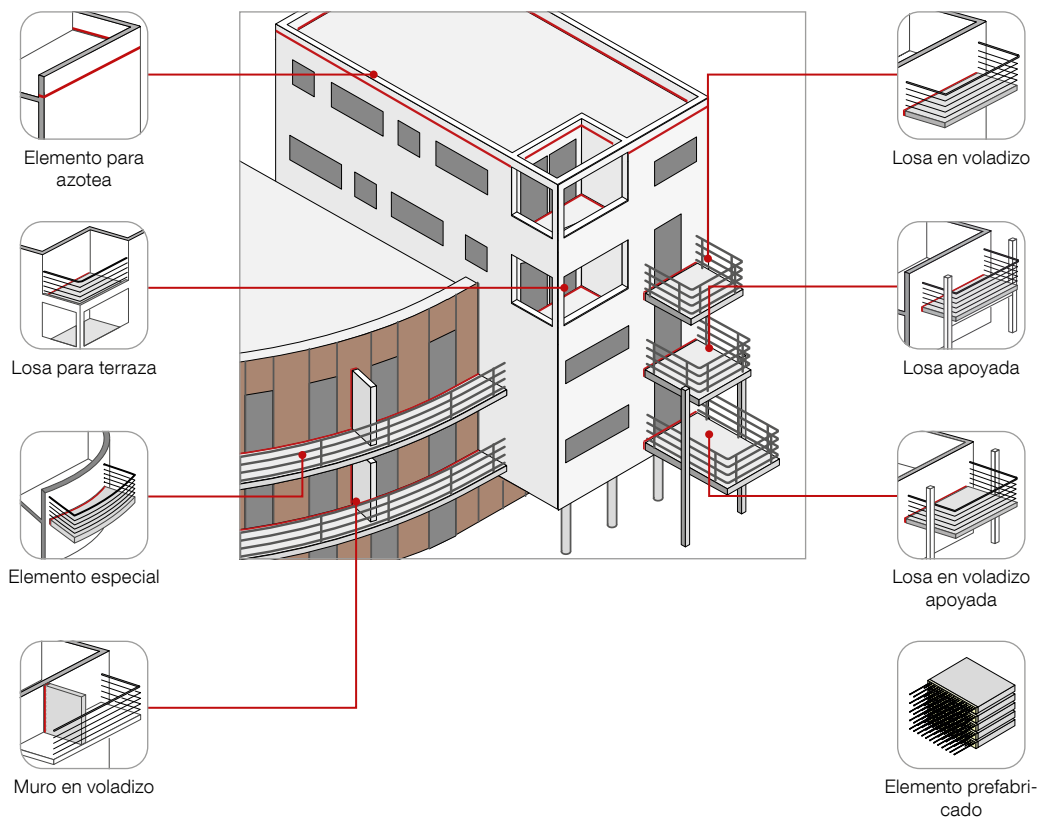 Elemento para
azotea
Losa para terraza
Elemento especial
Muro en voladizo
Losa en voladizo
Losa apoyada
Losa en voladizo
apoyada
Elemento prefabri-
cado